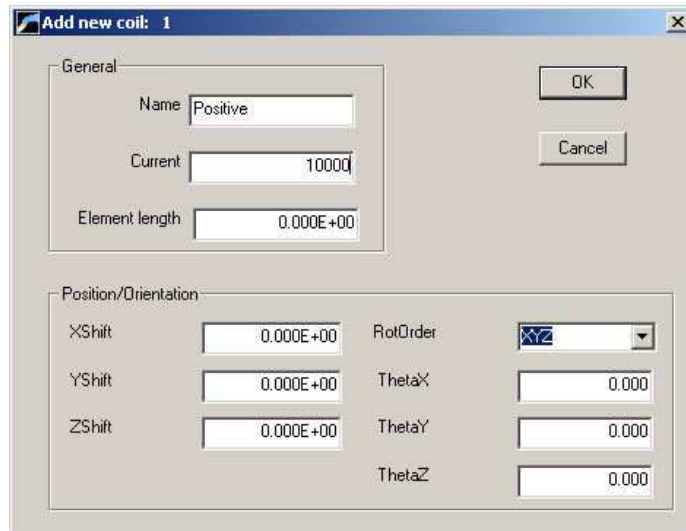 Add new coil: 1
General
Name Positive
Current 10000
Element length 0.000E+00
OK
Cancel
Position/Orientation
XShift 0.000E+00
YShift 0.000E+00
ZShift 0.000E+00
RotOrder XYZ
ThetaX 0.000
ThetaY 0.000
ThetaZ 0.000